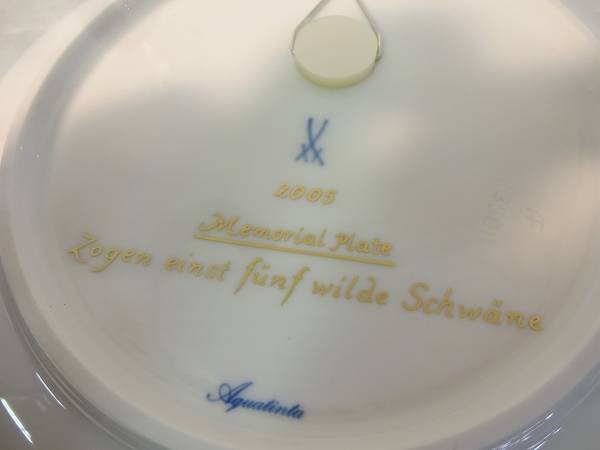 2005
Memorial Plate
Zogen einst fünf wilde Schwäne
Aquatinta